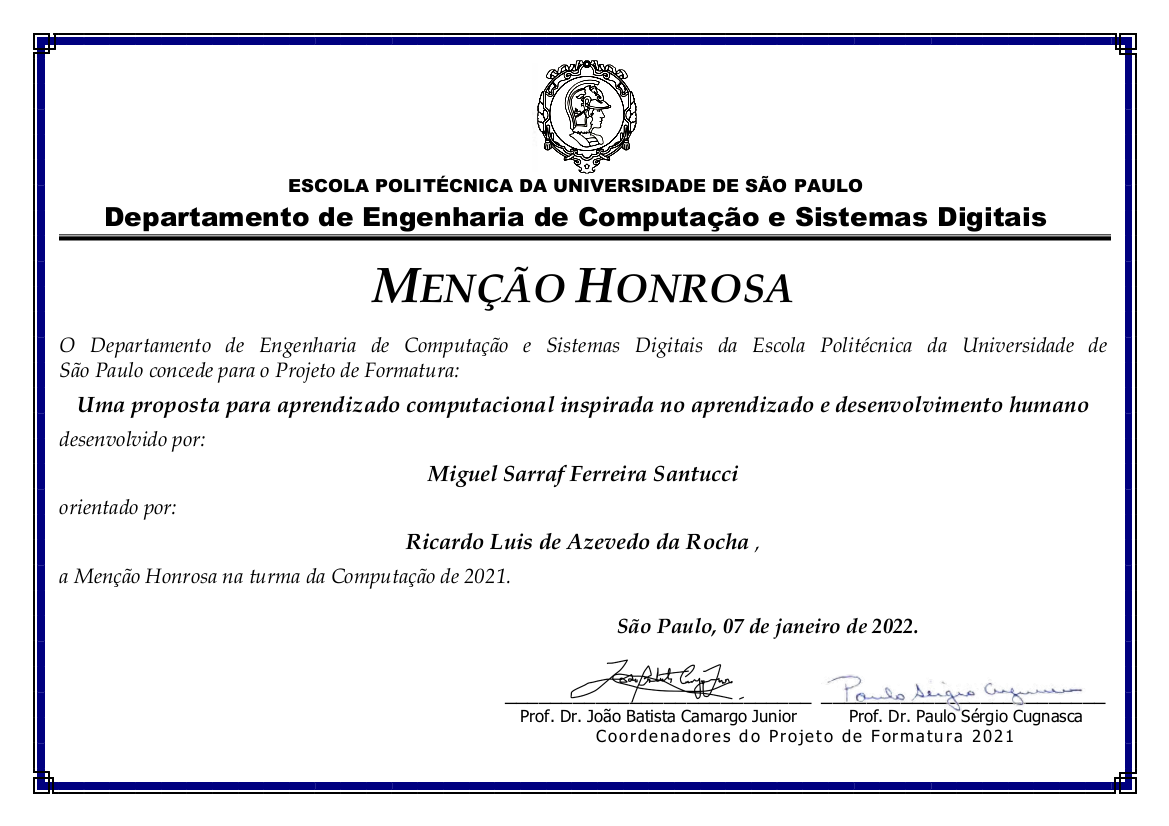 ESCOLA POLITÉCNICA DA UNIVERSIDADE DE SÃO PAULO
Departamento de Engenharia de Computação e Sistemas Digitais
MENÇÃO HONROSA
O Departamento de Engenharia de Computação e Sistemas Digitais da Escola Politécnica da Universidade de
São Paulo concede para o Projeto de Formatura:
Uma proposta para aprendizado computacional inspirada no aprendizado e desenvolvimento humano
desenvolvido por:
Miguel Sarraf Ferreira Santucci
orientado por:
Ricardo Luis de Azevedo da Rocha ,
a Menção Honrosa na turma da Computação de 2021.
São Paulo, 07 de janeiro de 2022.
Paulo Sérgio Cugnasca
Prof. Dr. João Batista Camargo Junior Prof. Dr. Paulo Sérgio Cugnasca
Coordenadores do Projeto de Formatura 2021